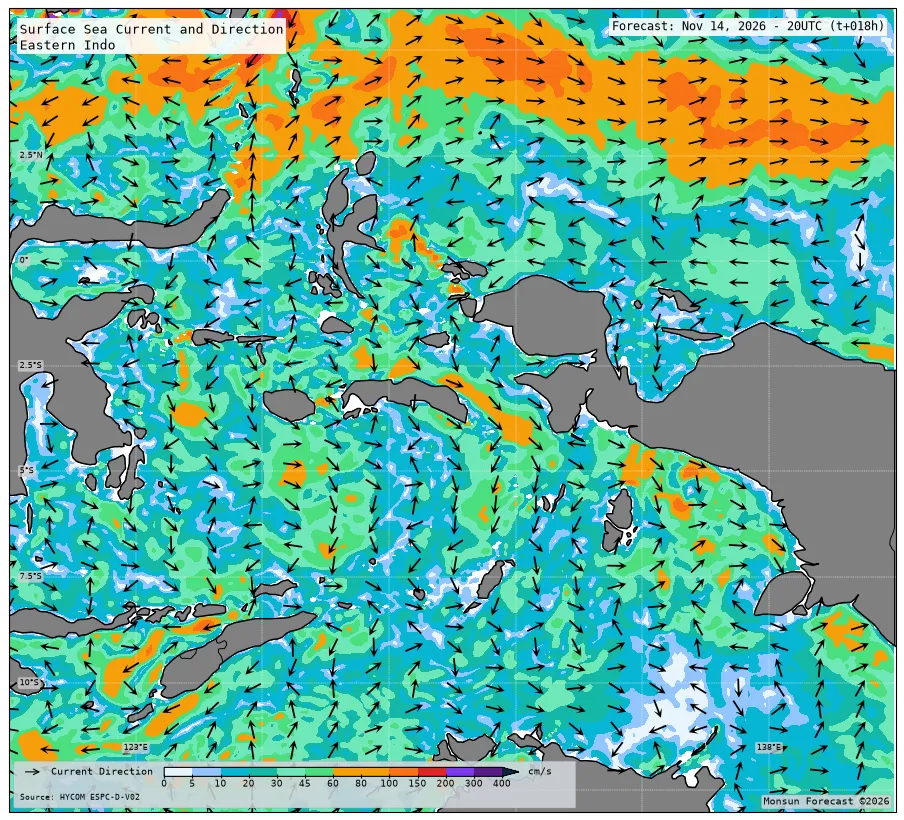 Surface Sea Current and Direction
Eastern Indo
Forecast: Nov 14, 2026 - 20UTC (t+018h)
2.5°N
0°
2.5°S
5°S
7.5°S
10°S
123°E
138°E
Current Direction
0 5 10 20 30 45 60 80 100 150 200 300 400
cm/s
Source: HYCOM ESPC-D-V02
Monsun Forecast ©2026